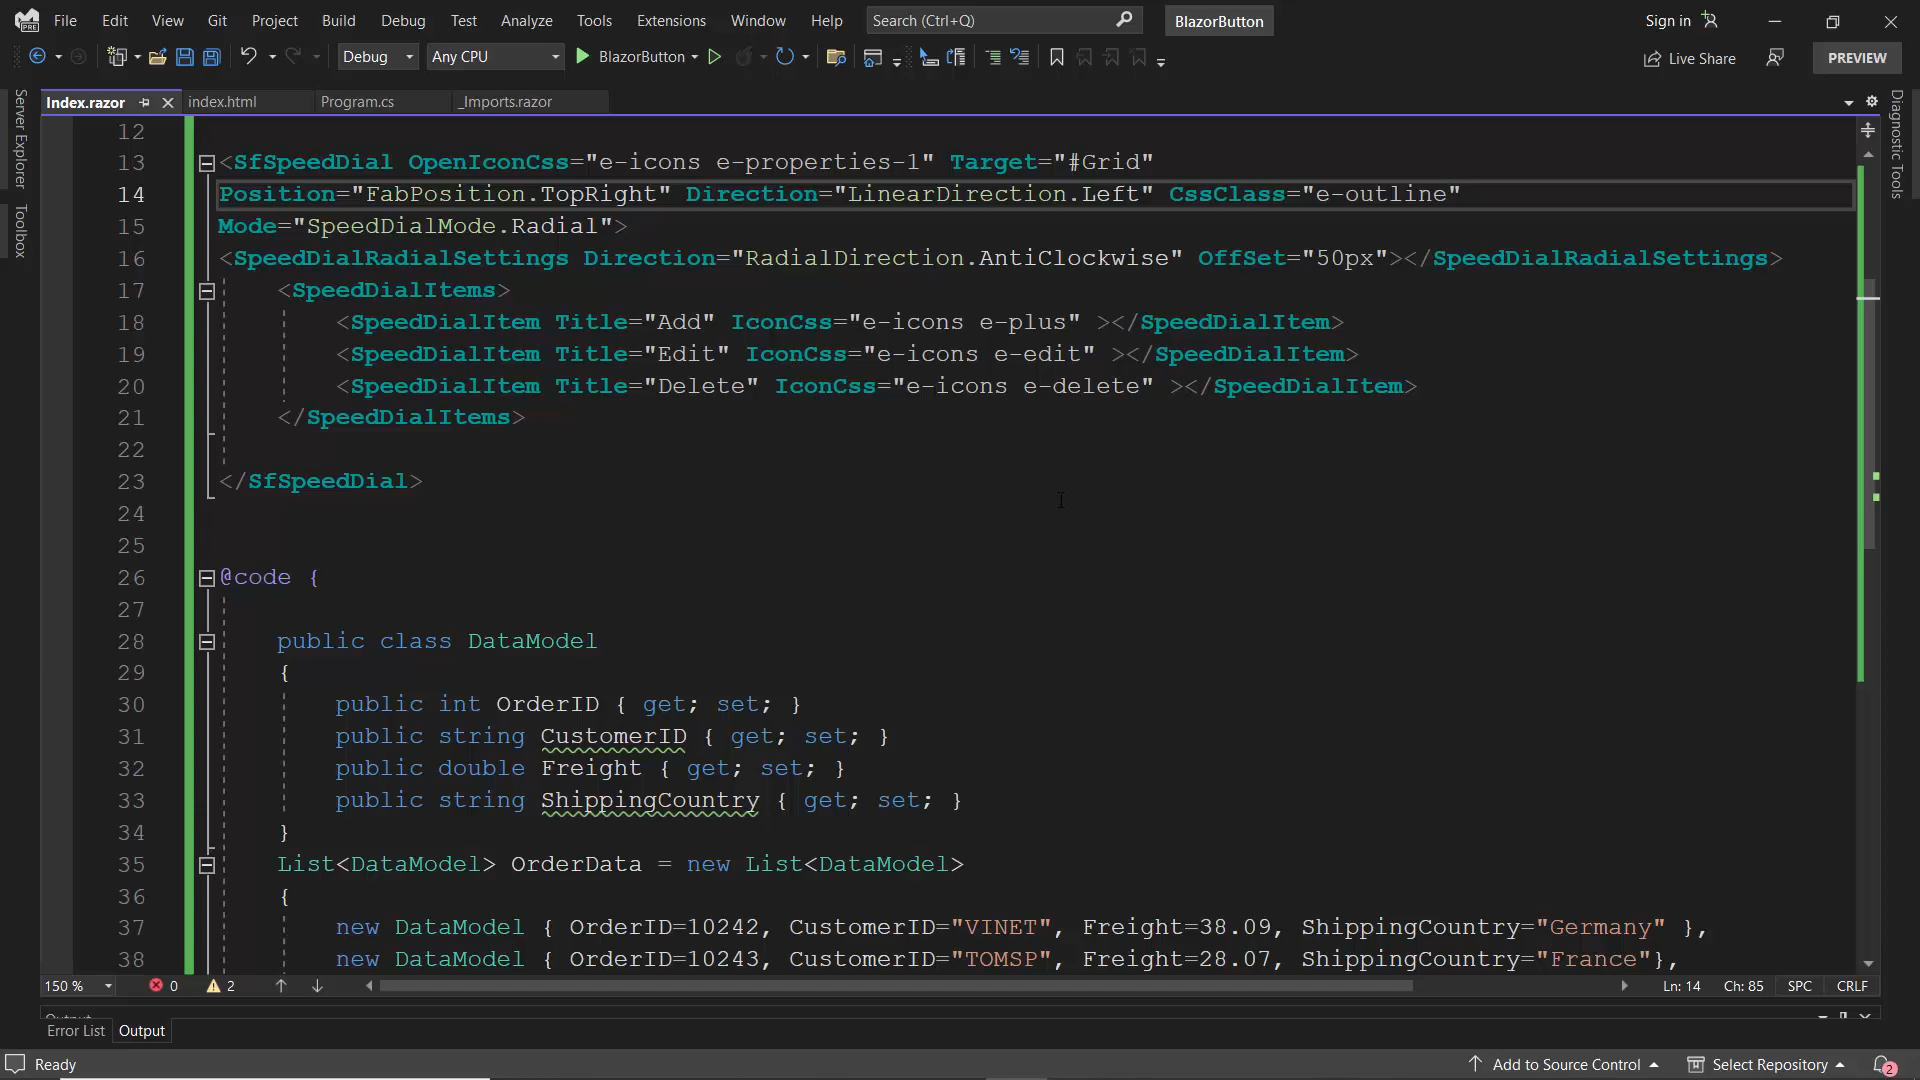 File Edit View Git Project Build Debug Test Analyze Tools Extensions Window Help Search (Ctrl+Q) BlazorButton Sign in
PRE
Debug Any CPU BlazorButton Live Share PREVIEW
Index.razor index.html Program.cs _Imports.razor
Server Explorer
Toolbox
Diagnostic Tools
12
13 <SfSpeedDial OpenIconCss="e-icons e-properties-1" Target="#Grid"
14 Position="FabPosition.TopRight" Direction="LinearDirection.Left" CssClass="e-outline"
15 Mode="SpeedDialMode.Radial">
16 <SpeedDialRadialSettings Direction="RadialDirection.AntiClockwise" OffSet="50px"></SpeedDialRadialSettings>
17 <SpeedDialItems>
18 <SpeedDialItem Title="Add" IconCss="e-icons e-plus" ></SpeedDialItem>
19 <SpeedDialItem Title="Edit" IconCss="e-icons e-edit" ></SpeedDialItem>
20 <SpeedDialItem Title="Delete" IconCss="e-icons e-delete" ></SpeedDialItem>
21 </SpeedDialItems>
22
23 </SfSpeedDial>
24
25
26 @code {
27
28 public class DataModel
29 {
30 public int OrderID { get; set; }
31 public string CustomerID { get; set; }
32 public double Freight { get; set; }
33 public string ShippingCountry { get; set; }
34 }
35 List<DataModel> OrderData = new List<DataModel>
36 {
37 new DataModel { OrderID=10242, CustomerID="VINET", Freight=38.09, ShippingCountry="Germany" },
38 new DataModel { OrderID=10243, CustomerID="TOMSP", Freight=28.07, ShippingCountry="France"},
150 % 0 2 Ln: 14 Ch: 85 SPC CRLF
Output
Error List Output
Ready Add to Source Control Select Repository 2